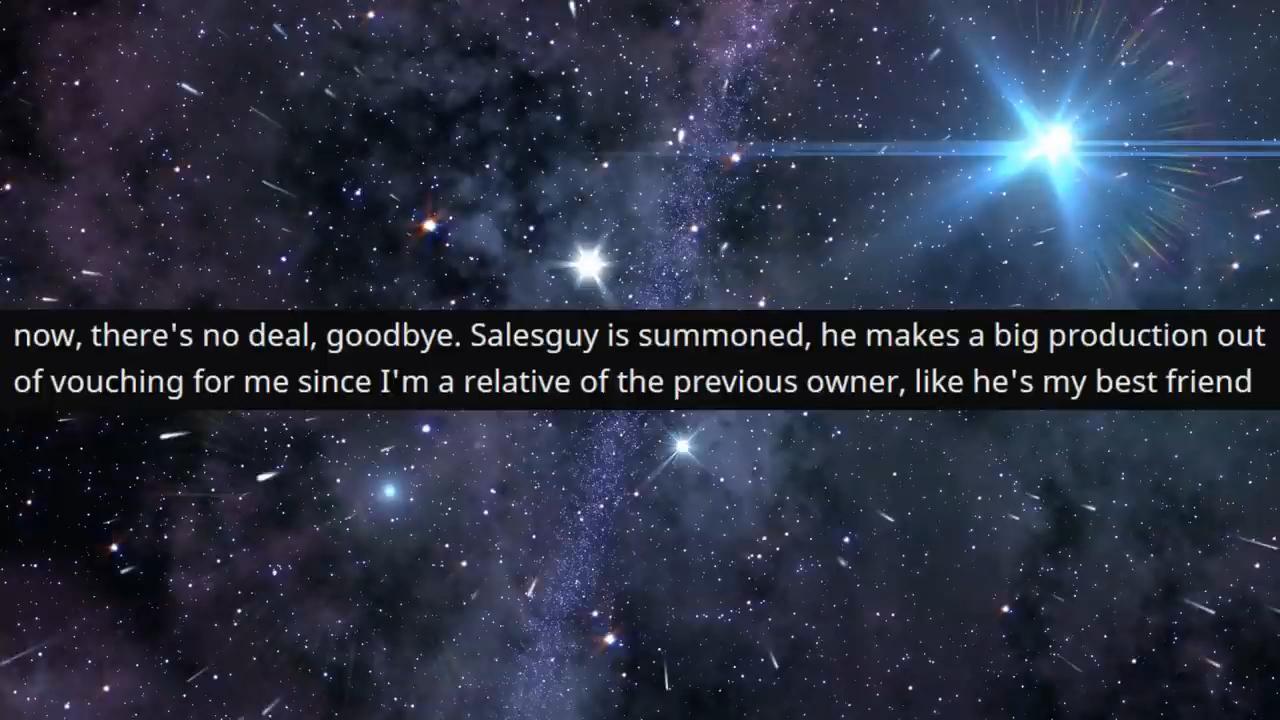 now, there's no deal, goodbye. Salesguy is summoned, he makes a big production out
of vouching for me since I'm a relative of the previous owner, like he's my best friend